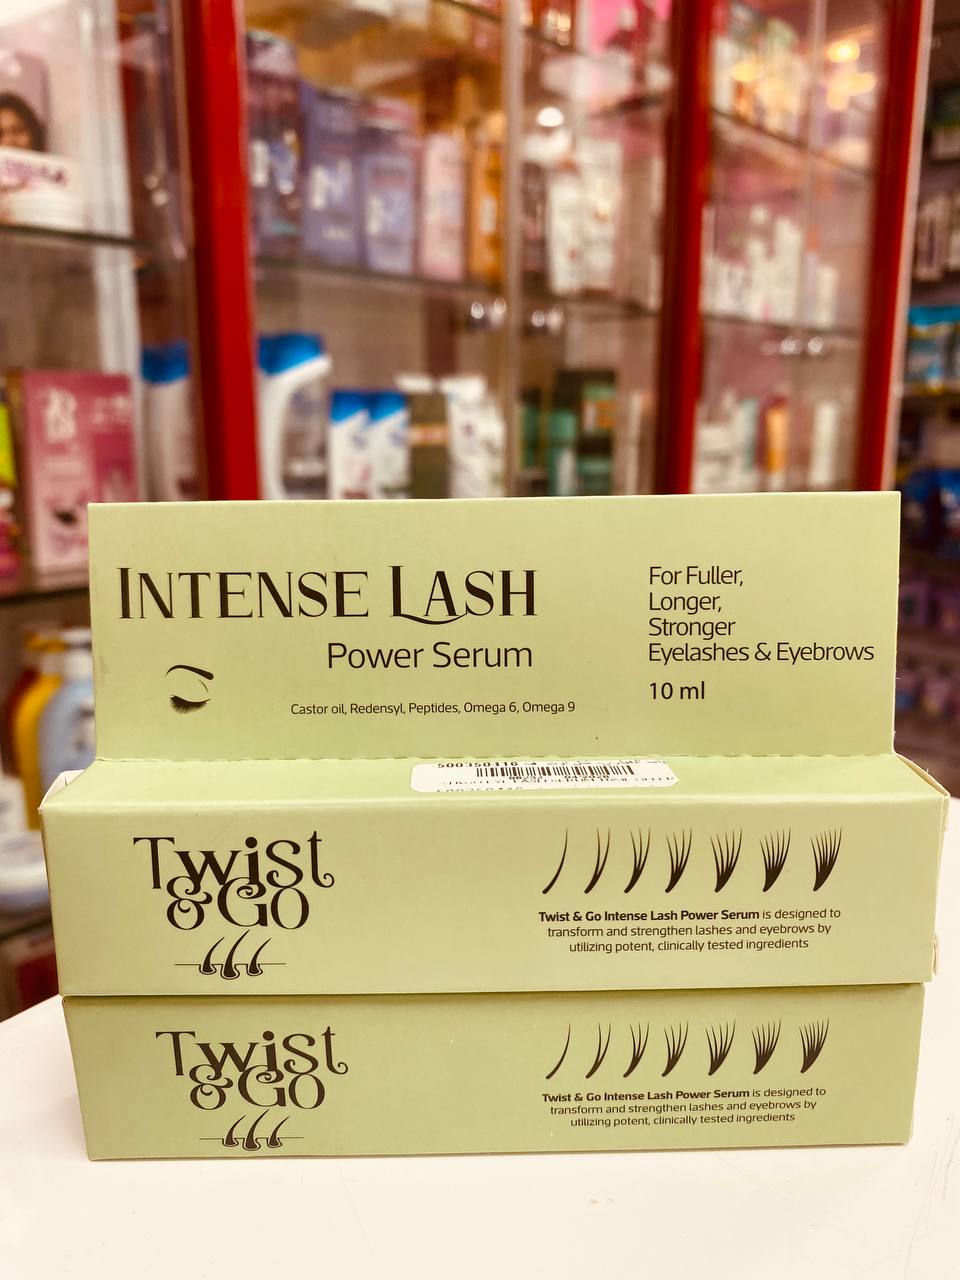 INTENSE LASH
Power Serum
Castor oil, Redensyl, Peptides, Omega 6, Omega 9
For Fuller,
Longer,
Stronger
Eyelashes & Eyebrows
10 ml
500350418
Twist
& GO
Twist & Go Intense Lash Power Serum is designed to
transform and strengthen lashes and eyebrows by
utilizing potent, clinically tested ingredients
Twist
& GO
Twist & Go Intense Lash Power Serum is designed to
transform and strengthen lashes and eyebrows by
utilizing potent, clinically tested ingredients